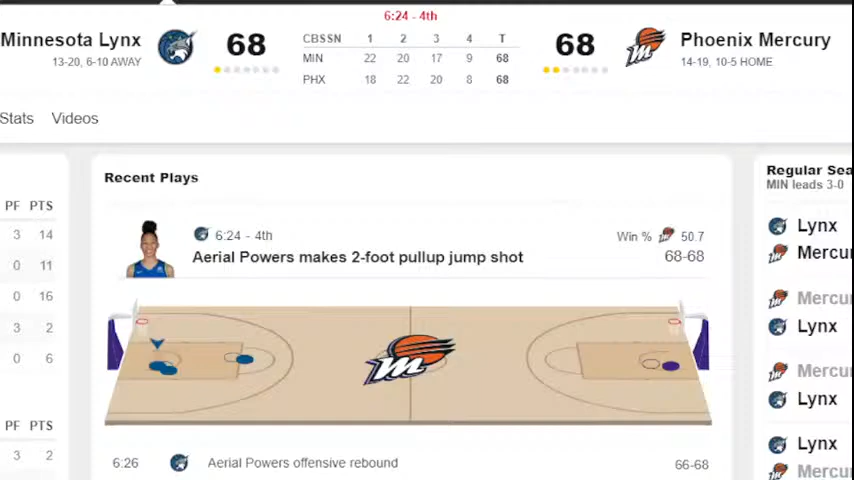 6:24 - 4th
Minnesota Lynx
13-20, 6-10 AWAY
68
CBSSN 1 2 3 4 T
MIN 22 20 17 9 68
PHX 18 22 20 8 68
68
Phoenix Mercury
14-19, 10-5 HOME
Stats Videos
PF PTS
3 14
0 11
0 16
3 2
0 6
PF PTS
3 2
Recent Plays
6:24 - 4th
Aerial Powers makes 2-foot pullup jump shot
Win % 50.7
68-68
6:26 Aerial Powers offensive rebound 66-68
Regular Sea
MIN leads 3-0
Lynx
Mercur
Mercur
Lynx
Mercur
Lynx
Lynx
Mercur